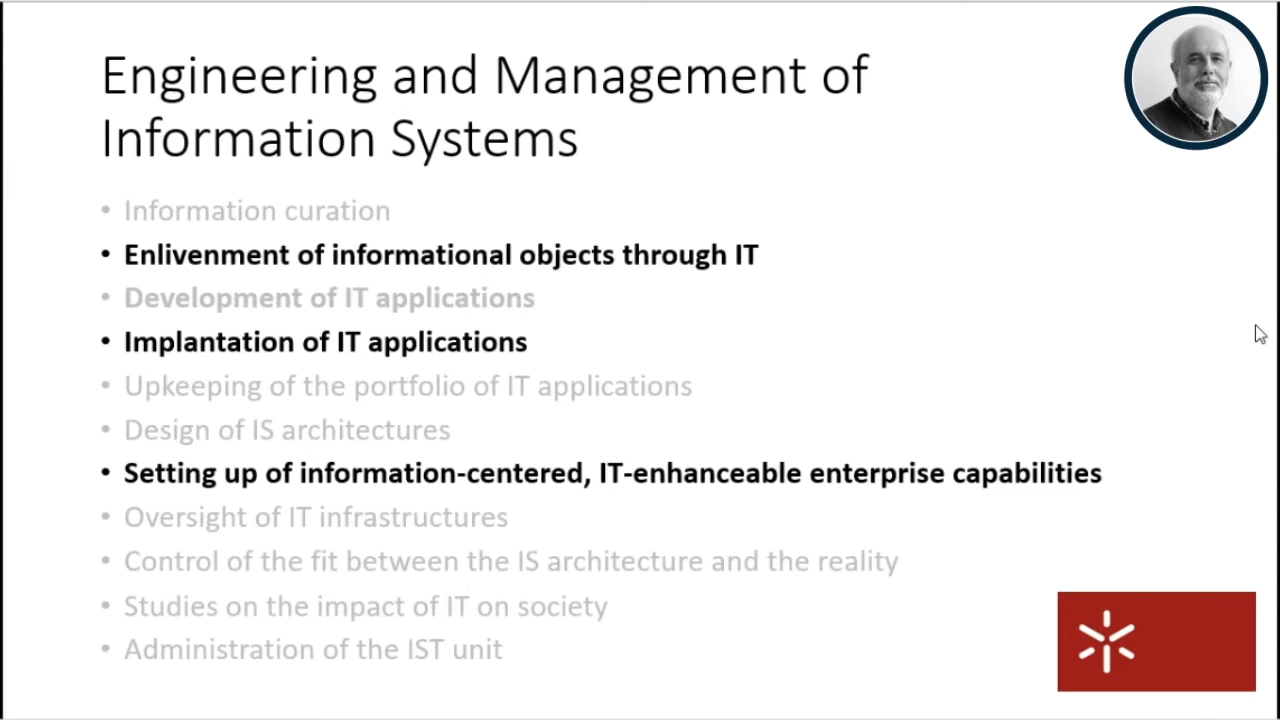 Engineering and Management of
Information Systems
• Information curation
• Enlivenment of informational objects through IT
• Development of IT applications
• Implantation of IT applications
• Upkeeping of the portfolio of IT applications
• Design of IS architectures
• Setting up of information-centered, IT-enhanceable enterprise capabilities
• Oversight of IT infrastructures
• Control of the fit between the IS architecture and the reality
• Studies on the impact of IT on society
• Administration of the IST unit